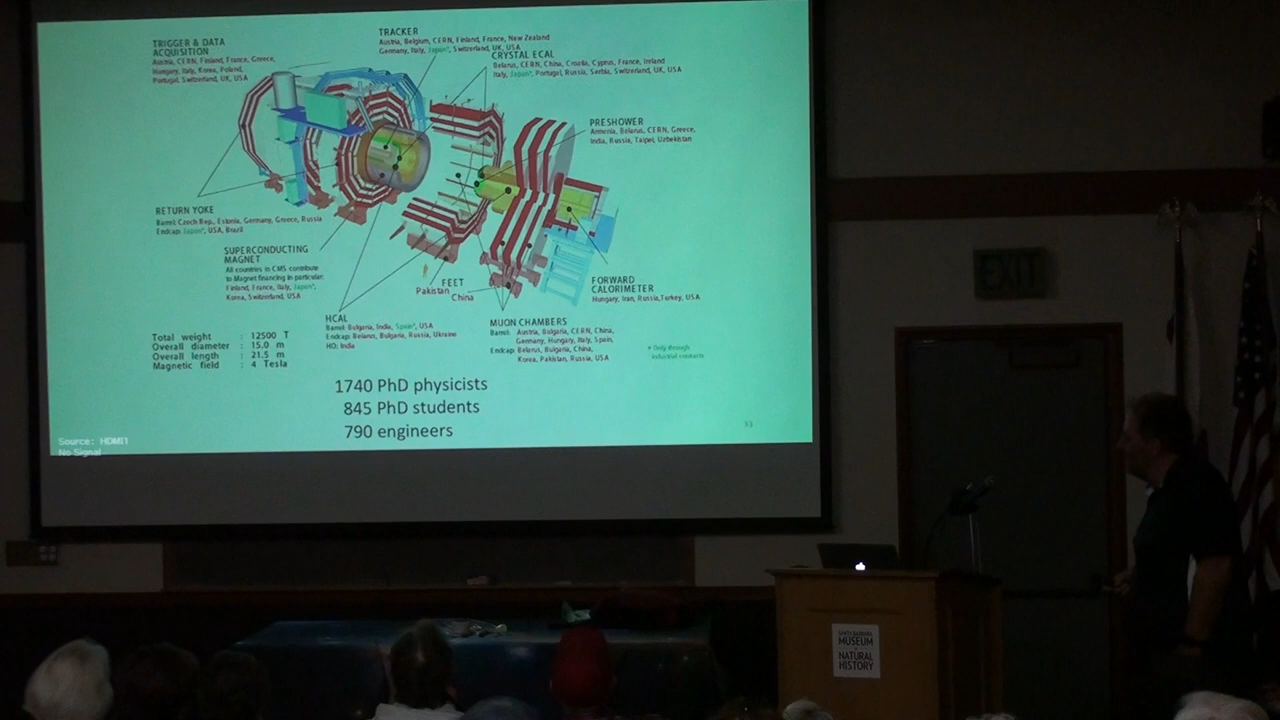 TRIGGER & DATA
ACQUISITION
Austria, CERN, Finland, France, Greece,
Hungary, Italy, Korea, Poland,
Portugal, Switzerland, UK, USA
TRACKER
Austria, Belgium, CERN, Finland, France, New Zealand
Germany, Italy, Japan*, Switzerland, UK, USA
CRYSTAL ECAL
Belarus, CERN, China, Croatia, Cyprus, France, Ireland
Italy, Japan*, Portugal, Russia, Serbia, Switzerland, UK, USA
PRESHOWER
Armenia, Belarus, CERN, Greece,
India, Russia, Taipei, Uzbekistan
RETURN YOKE
Barrel: Czech Rep., Estonia, Germany, Greece, Russia
Endcap: Japan*, USA, Brazil
SUPERCONDUCTING
MAGNET
All countries in CMS contribute
to Magnet financing in particular:
Finland, France, Italy, Japan*,
Korea, Switzerland, USA
FEET
Pakistan
China
FORWARD
CALORIMETER
Hungary, Iran, Russia, Turkey, USA
HCAL
Barrel: Bulgaria, India, Spain*, USA
Endcap: Belarus, Bulgaria, Russia, Ukraine
HO: India
MUON CHAMBERS
Barrel: Austria, Bulgaria, CERN, China,
Germany, Hungary, Italy, Spain,
Endcap: Belarus, Bulgaria, China,
Korea, Pakistan, Russia, USA
* Only through
industrial contracts
Total weight : 12500 T
Overall diameter : 15.0 m
Overall length : 21.5 m
Magnetic field : 4 Tesla
1740 PhD physicists
845 PhD students
790 engineers
33
Source: HDMI1
No Signal
EXIT
SANTA BARBARA
MUSEUM
OF
NATURAL
HISTORY